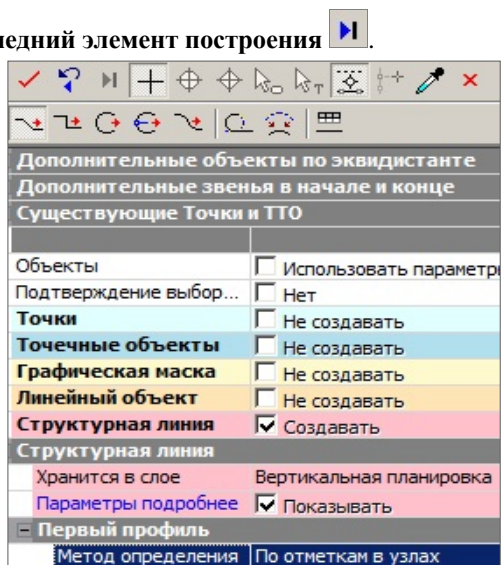 ледний элемент построения .
Дополнительные объекты по эквидистанте
Дополнительные звенья в начале и конце
Существующие Точки и ТТО
Объекты Использовать параметры
Подтверждение выбор... Нет
Точки Не создавать
Точечные объекты Не создавать
Графическая маска Не создавать
Линейный объект Не создавать
Структурная линия Создавать
Структурная линия
Хранится в слое Вертикальная планировка
Параметры подробнее Показывать
Первый профиль
Метод определения По отметкам в узлах